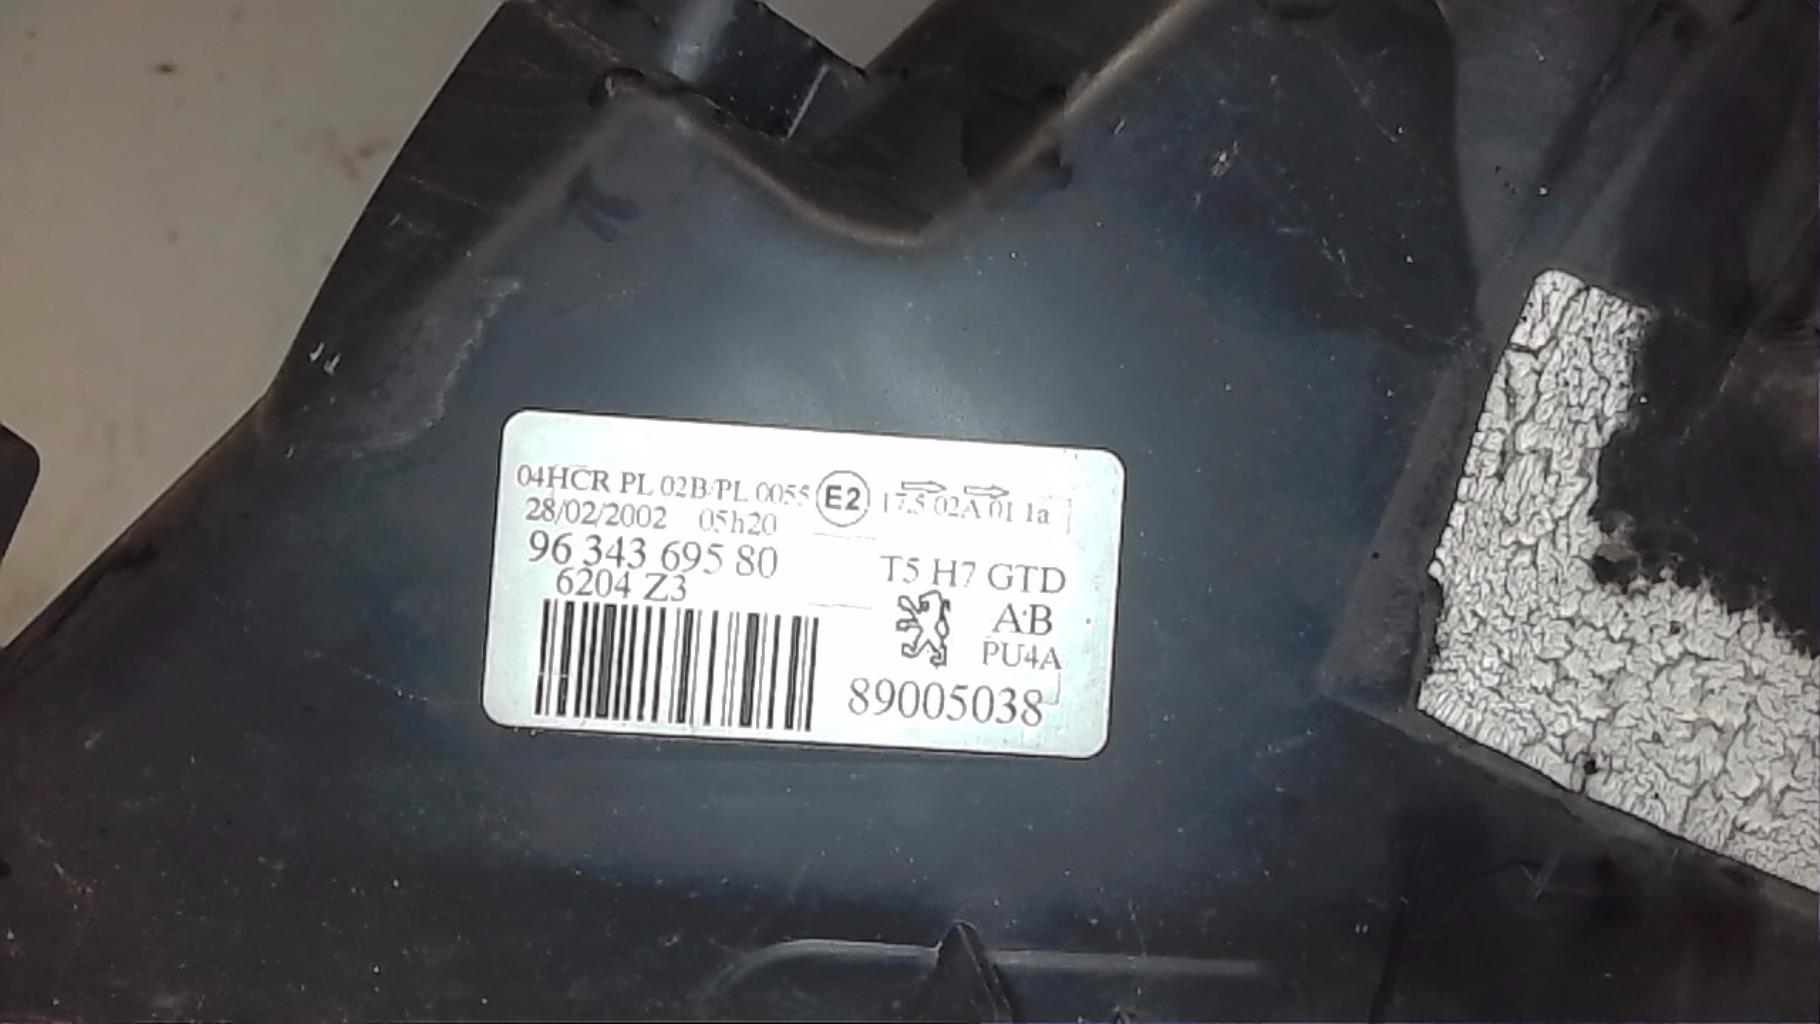 04HCR PL 02B/PL 0055 E2 17.5 02A 01 1a
28/02/2002 05h20
96 343 695 80
6204 Z3
T5 H7 GTD
A·B
PU4A
89005038